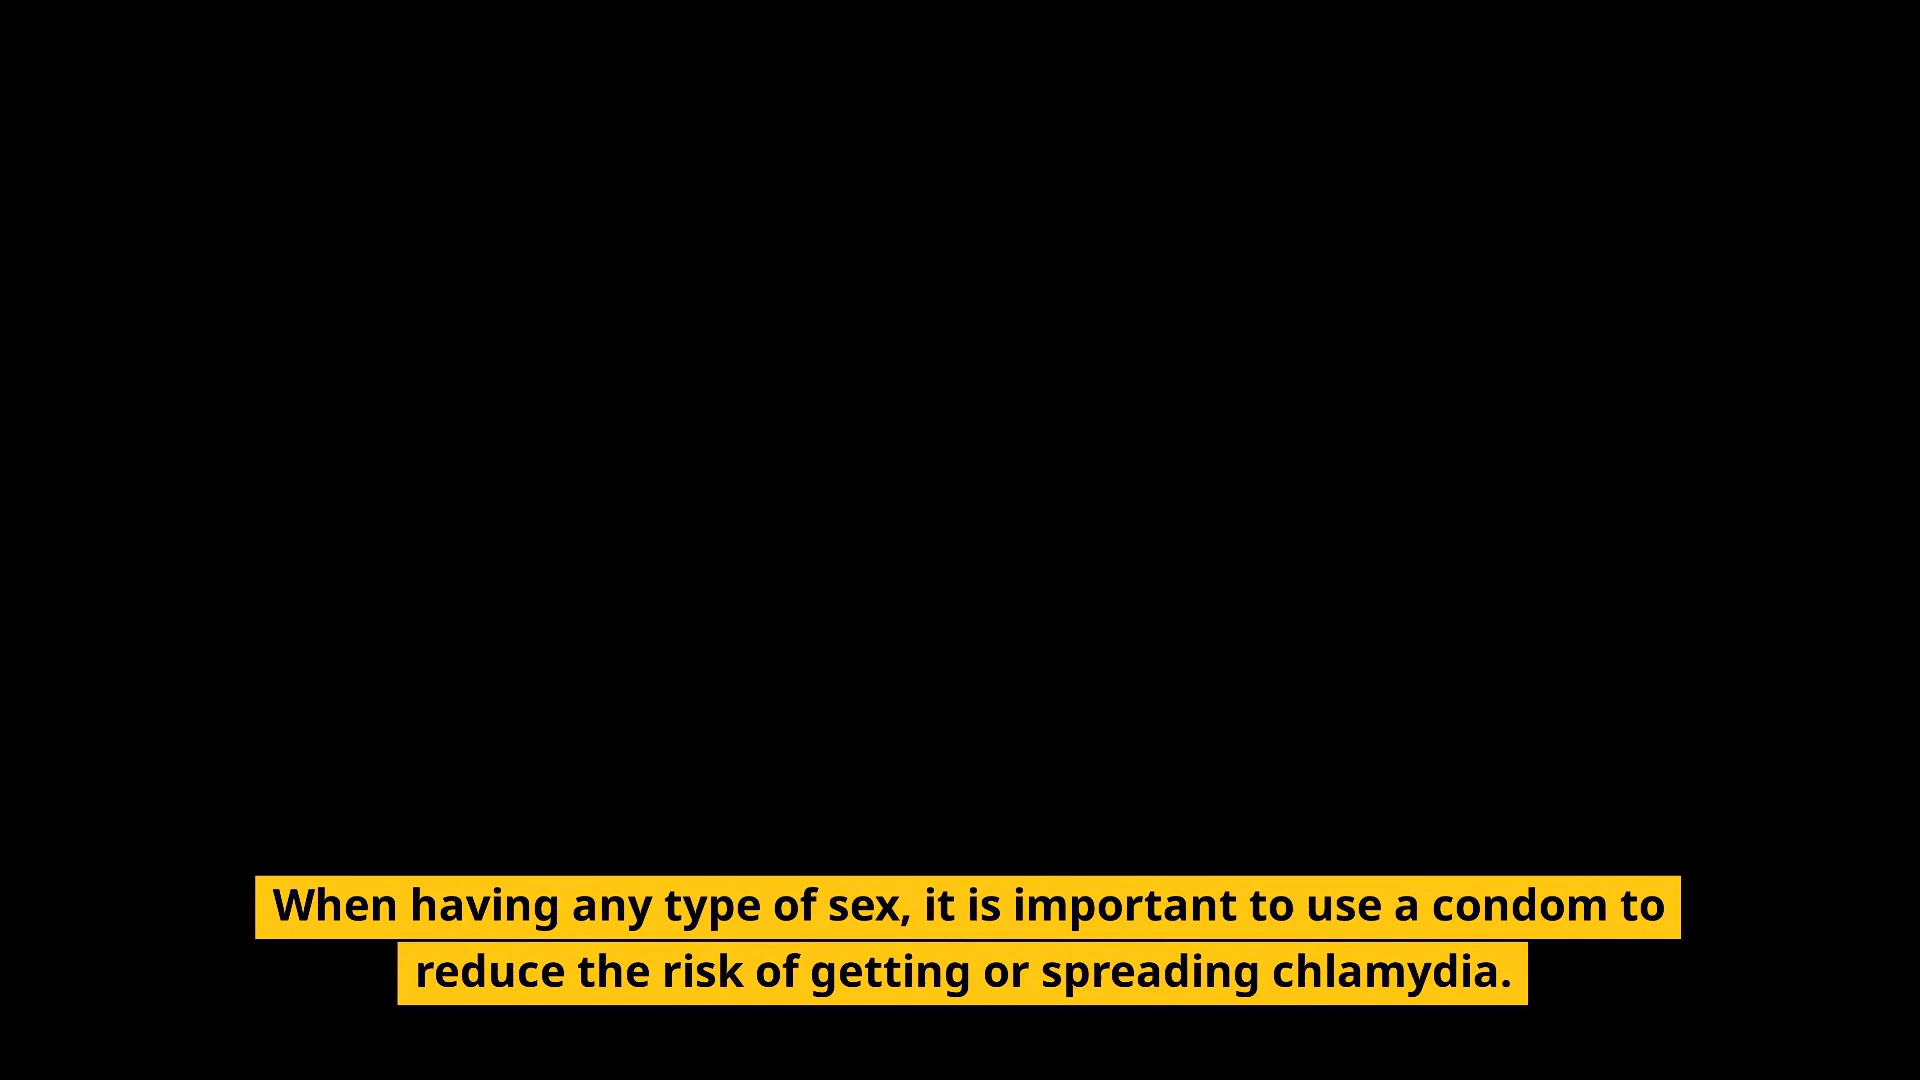 When having any type of sex, it is important to use a condom to
reduce the risk of getting or spreading chlamydia.